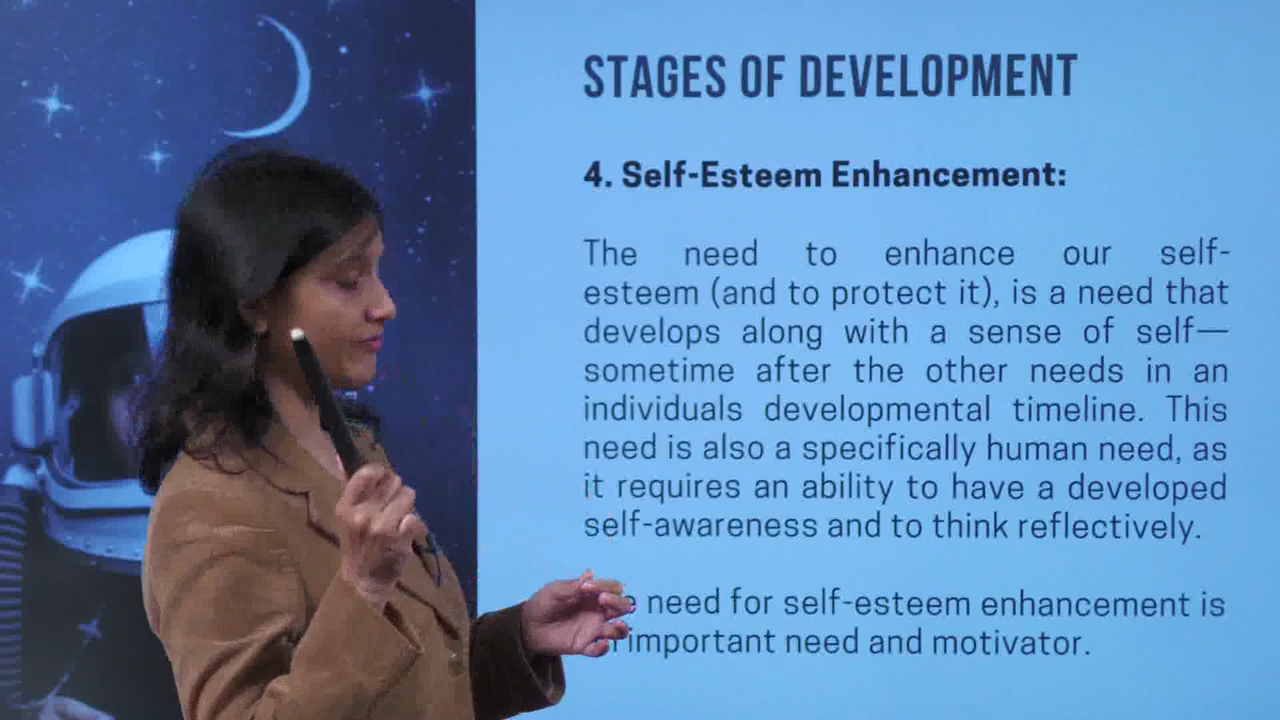 STAGES OF DEVELOPMENT
4. Self-Esteem Enhancement:
The need to enhance our self-
esteem (and to protect it), is a need that
develops along with a sense of self—
sometime after the other needs in an
individuals developmental timeline. This
need is also a specifically human need, as
it requires an ability to have a developed
self-awareness and to think reflectively.
need for self-esteem enhancement is
important need and motivator.